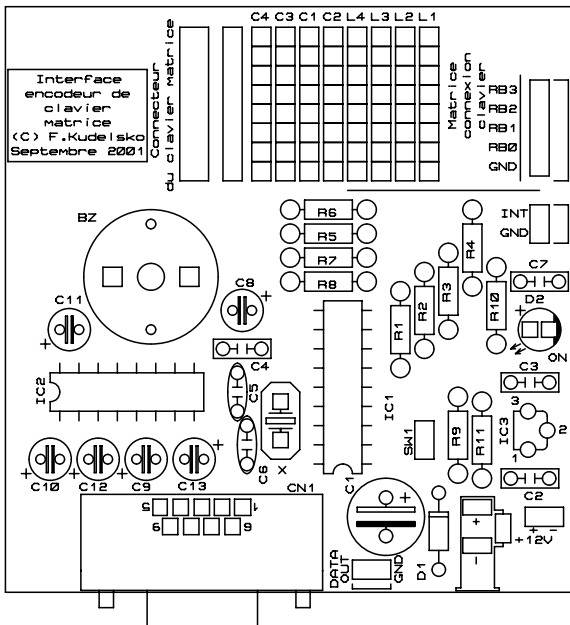 C4 C3 C1 C2 L4 L3 L2 L1
Interface
encodeur de
clavier
matrice
(C) F.Kudelsko
Septembre 2001
Connecteur
du clavier matrice
Matrice
connexion
clavier
RB3
RB2
RB1
RB0
GND
INT
GND
BZ
R6
R5
R7
R8
R4
R3
R2
R1
R10
C7
D2
ON
C8
C11
C4
C3
IC2
C5
C6
X
IC1
SW1
R9
R11
IC3
3
2
1
C10
C12
C9
C13
C1
+
C2
CN1
5 1
9 6
DATA
OUT
GND
D1
+
-
+ -
+12V